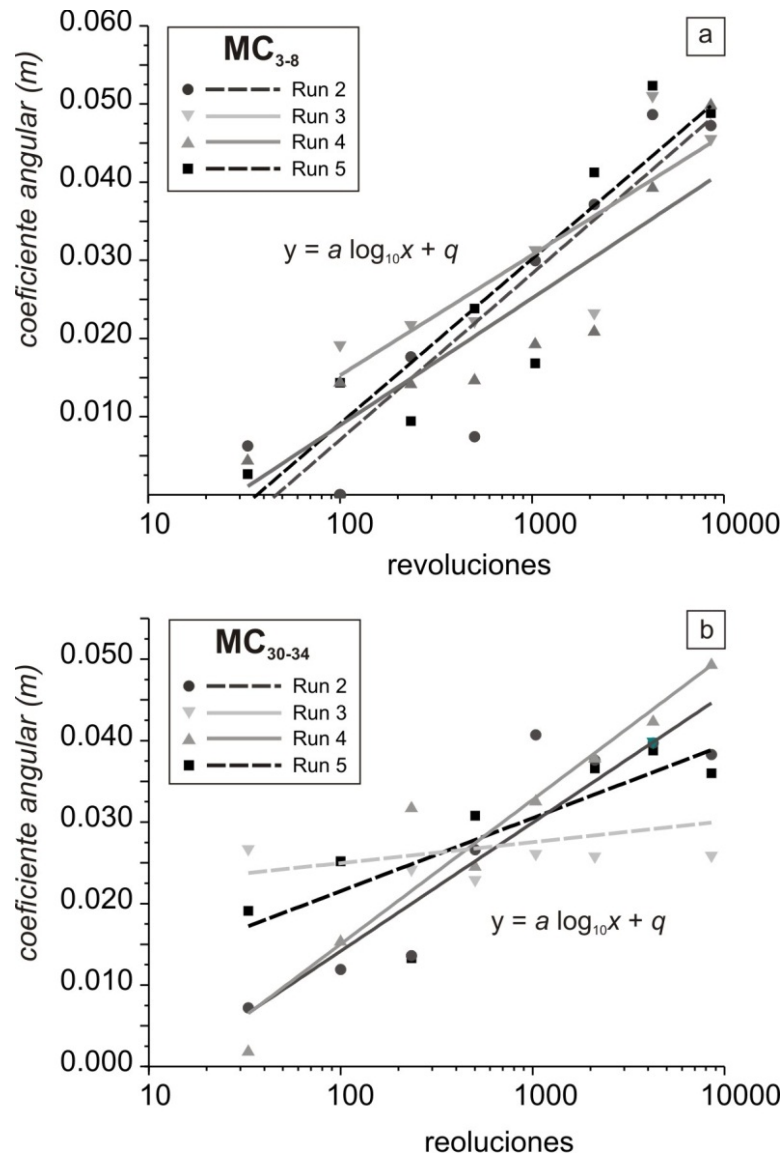 0.060
a
MC3-8
Run 2
Run 3
Run 4
Run 5
0.050
0.040
0.030
0.020
0.010
coeficiente angular (m)
y = a log10x + q
10 100 1000 10000
revoluciones
b
MC30-34
Run 2
Run 3
Run 4
Run 5
0.050
0.040
0.030
0.020
0.010
0.000
coeficiente angular (m)
y = a log10x + q
10 100 1000 10000
reoluciones